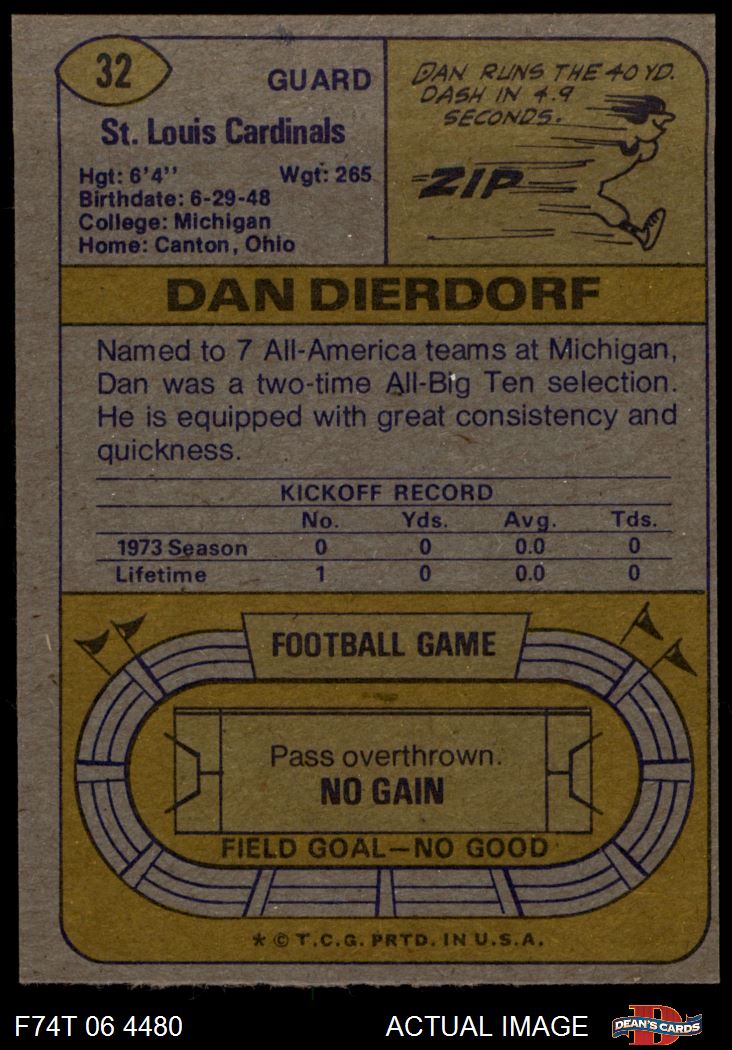 32
GUARD
St. Louis Cardinals
Hgt: 6'4" Wgt: 265
Birthdate: 6-29-48
College: Michigan
Home: Canton, Ohio
DAN RUNS THE 40 YD.
DASH IN 4.9
SECONDS.
ZIP
DAN DIERDORF
Named to 7 All-America teams at Michigan,
Dan was a two-time All-Big Ten selection.
He is equipped with great consistency and
quickness.
KICKOFF RECORD
No. Yds. Avg. Tds.
1973 Season 0 0 0.0 0
Lifetime 1 0 0.0 0
FOOTBALL GAME
Pass overthrown.
NO GAIN
FIELD GOAL—NO GOOD
* © T.C.G. PRTD. IN U.S.A.
F74T 06 4480 ACTUAL IMAGE
D
DEAN'S CARDS